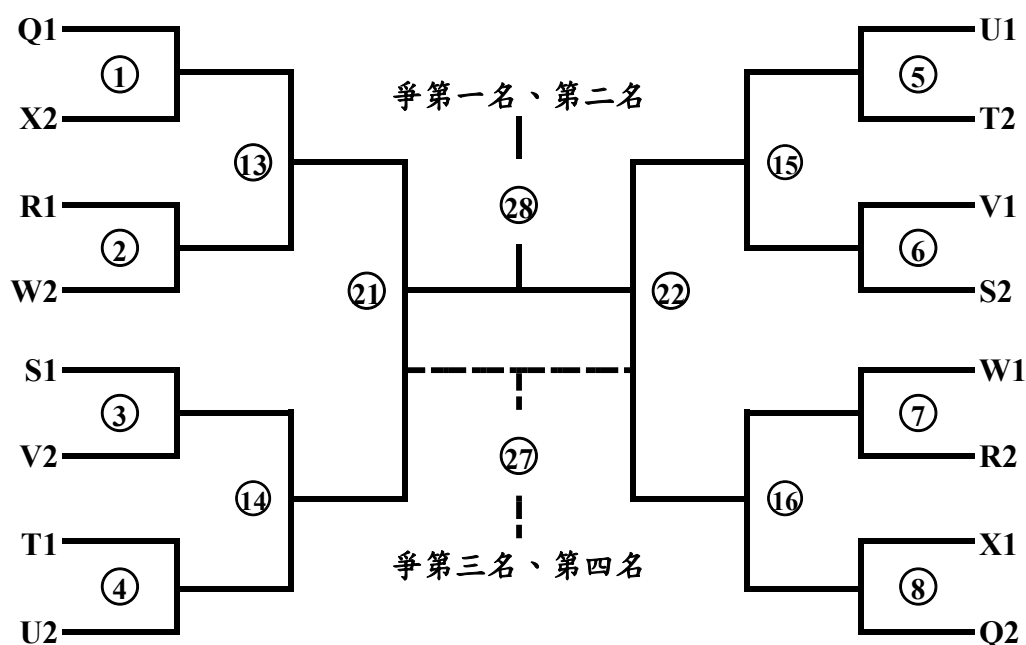 Q1
①
X2
⑬
R1
②
W2
㉑
S1
③
V2
⑭
T1
④
U2
爭第一名、第二名
㉘
㉗
爭第三名、第四名
U1
⑤
T2
⑮
V1
⑥
S2
㉒
W1
⑦
R2
⑯
X1
⑧
Q2